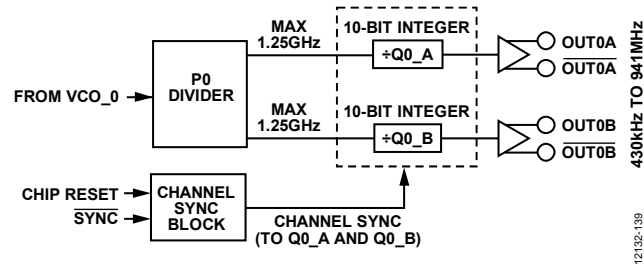 MAX
1.25GHz
10-BIT INTEGER
÷Q0_A
OUT0A
OUT0A
P0
DIVIDER
FROM VCO_0
MAX
1.25GHz
10-BIT INTEGER
÷Q0_B
OUT0B
OUT0B
430kHz TO 941MHz
CHIP RESET
SYNC
CHANNEL
SYNC
BLOCK
CHANNEL SYNC
(TO Q0_A AND Q0_B)
12132-139